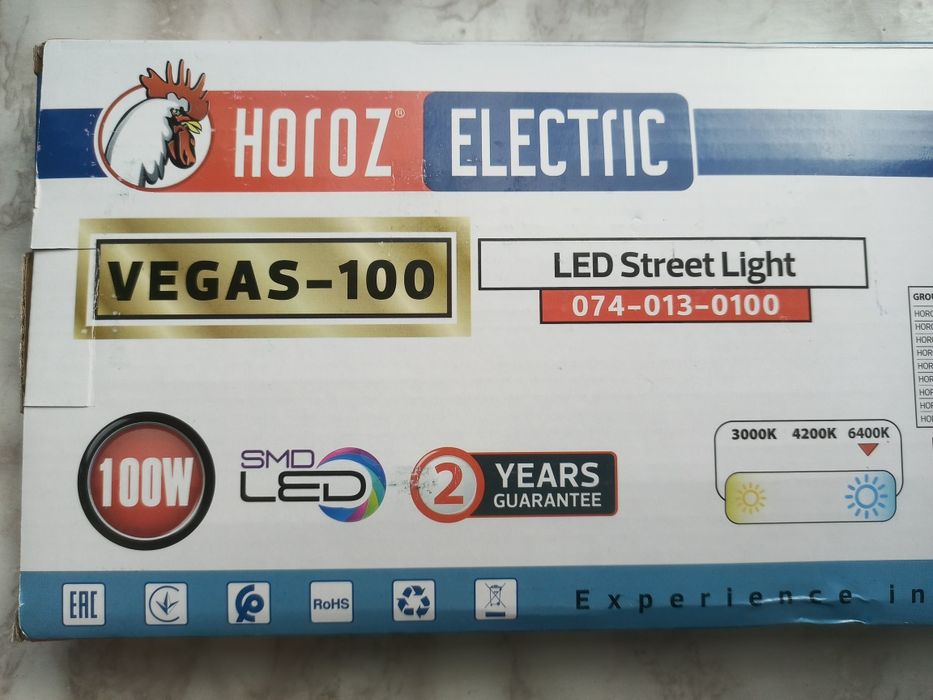 HOROZ® ELECTRIC
VEGAS-100
LED Street Light
074-013-0100
3000K 4200K 6400K
100W
SMD
LED
2 YEARS
GUARANTEE
EAC
RoHS
Experience in